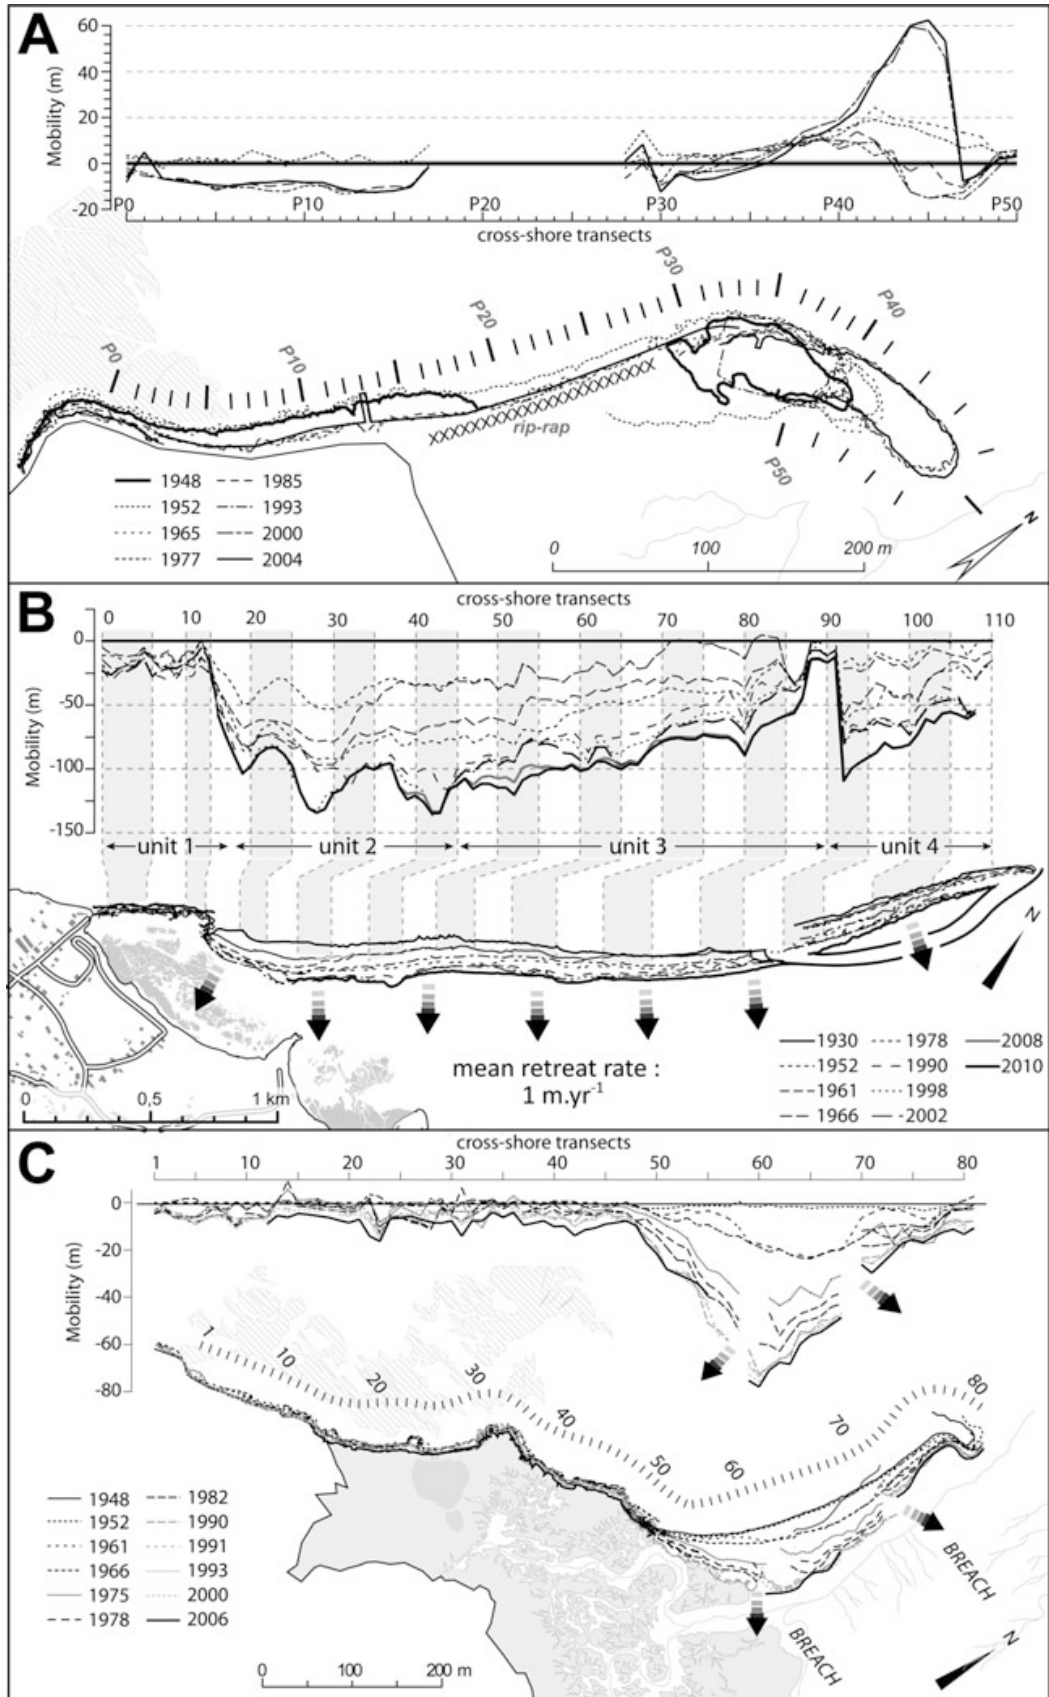 A
Mobility (m)
60
40
20
0
-20
P0 P10 P20 P30 P40 P50
cross-shore transects
P0 P10 P20 P30 P40
rip-rap
P50
1948 1985
1952 1993
1965 2000
1977 2004
0 100 200 m
N
B
cross-shore transects
0 10 20 30 40 50 60 70 80 90 100 110
Mobility (m)
0
-50
-100
-150
unit 1 unit 2 unit 3 unit 4
N
mean retreat rate :
1 m.yr-1
0 0,5 1 km
1930 1978 2008
1952 1990 2010
1961 1998
1966 2002
C
cross-shore transects
1 10 20 30 40 50 60 70 80
Mobility (m)
0
-20
-40
-60
-80
1 10 20 30 40 50 60 70 80
BREACH
BREACH
1948 1982
1952 1990
1961 1991
1966 1993
1975 2000
1978 2006
0 100 200 m
N